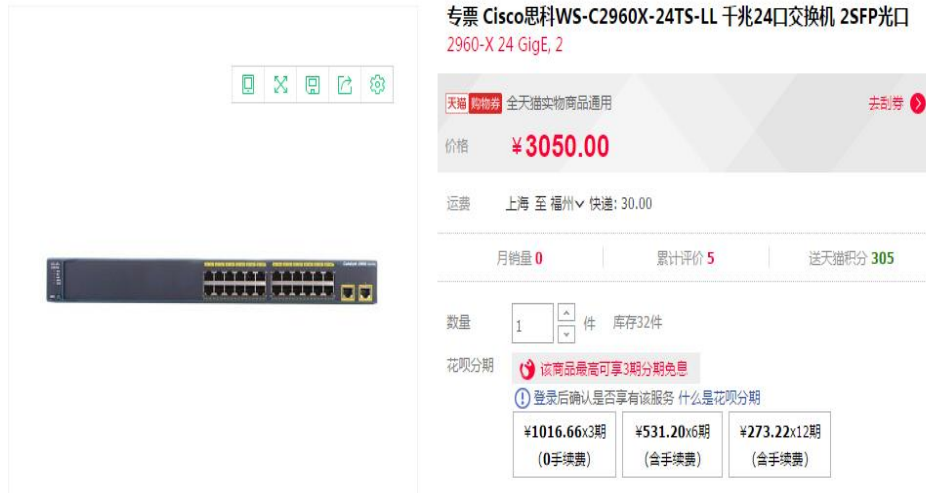 专票 Cisco思科WS-C2960X-24TS-LL 千兆24口交换机 2SFP光口
2960-X 24 GigE, 2
天猫 购物券 全天猫实物商品通用 去刮券
价格 ¥3050.00
运费 上海 至 福州 快递: 30.00
月销量 0 累计评价 5 送天猫积分 305
数量 1 件 库存32件
花呗分期 该商品最高可享3期分期免息
登录后确认是否享有该服务 什么是花呗分期
¥1016.66x3期 ¥531.20x6期 ¥273.22x12期
(0手续费) (含手续费) (含手续费)